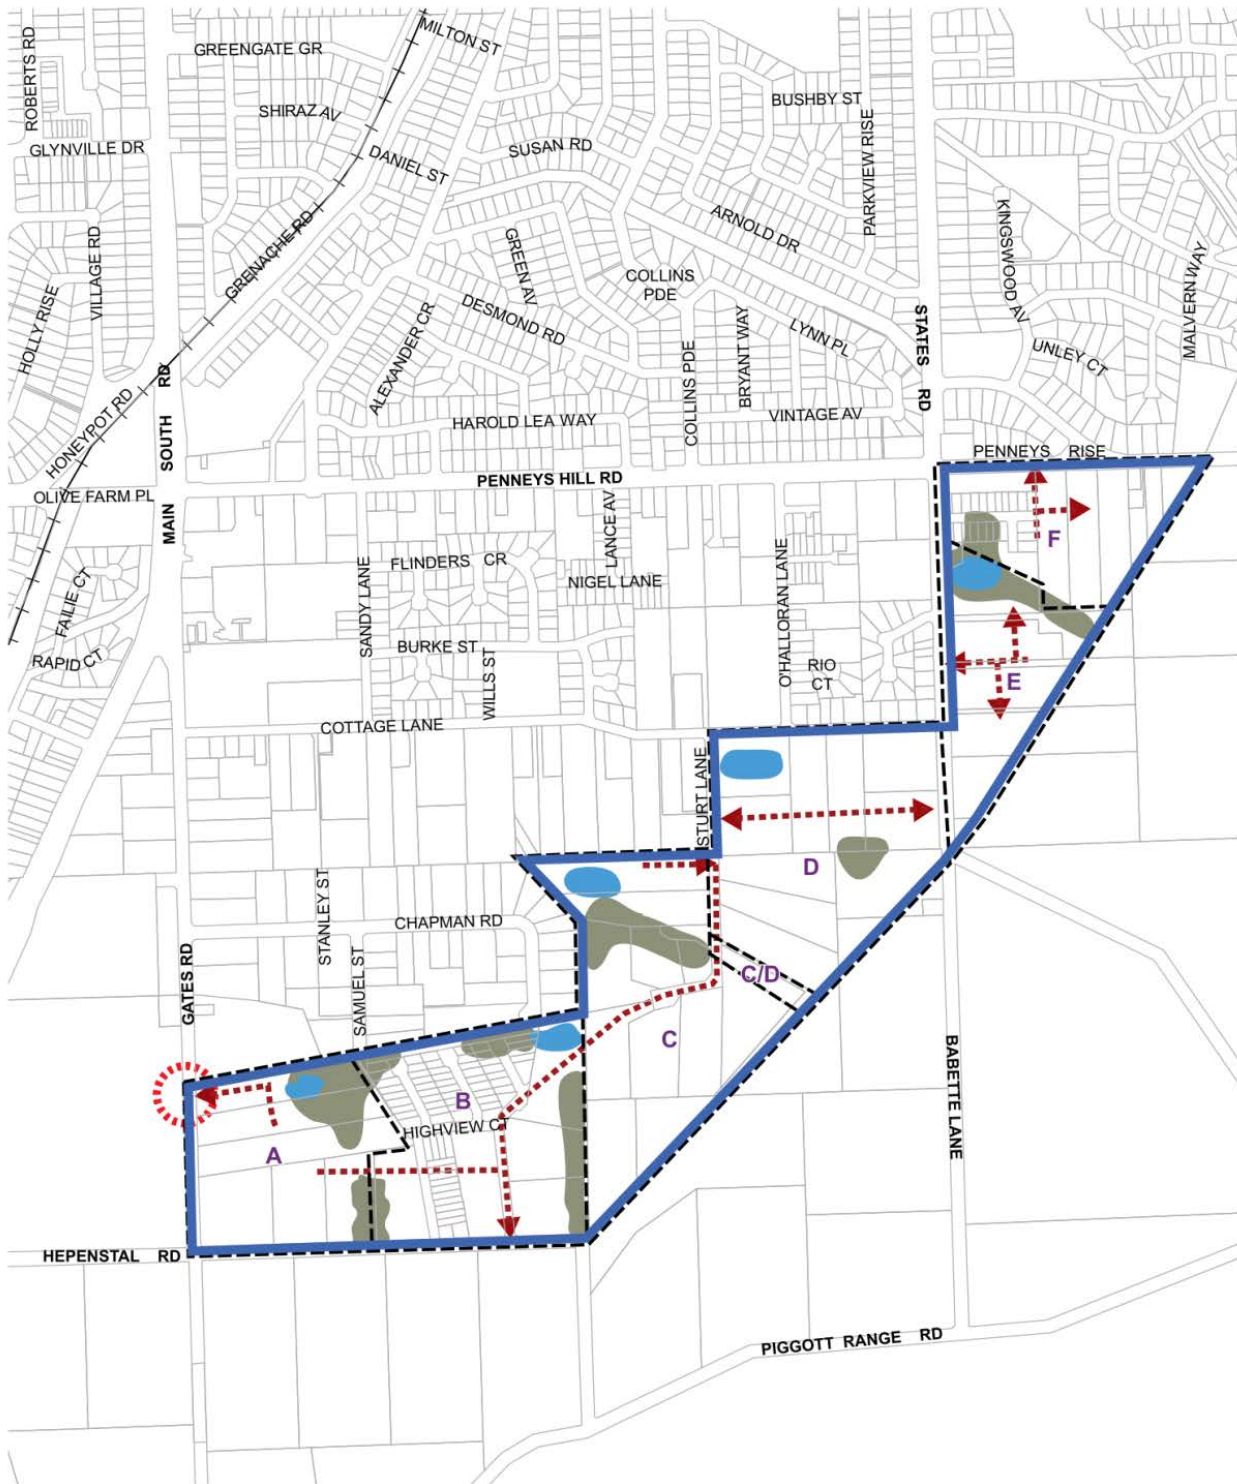 ROBERTS RD
GREENGATE GR
MILTON ST
SHIRAZ AV
BUSHBY ST
GLYNVILLE DR
DANIEL ST
SUSAN RD
PARKVIEW RISE
ARNOLD DR
KINGSWOOD AV
VILLAGE RD
GRENACHE RD
GREEN AV
COLLINS
PDE
MALVERN WAY
HOLLY RISE
DESMOND RD
LYNN PL
STATES RD
UNLEY CT
ALEXANDER CR
COLLINS PDE
BRYANT WAY
HONEYPOT RD
MAIN SOUTH RD
HAROLD LEA WAY
VINTAGE AV
PENNEYS RISE
OLIVE FARM PL
PENNEYS HILL RD
LANCE AV
F
FLINDERS CR
NIGEL LANE
FAILIE CT
SANDY LANE
O'HALLORAN LANE
BURKE ST
RAPID CT
WILLS ST
RIO
CT
E
COTTAGE LANE
STURT LANE
D
STANLEY ST
CHAPMAN RD
SAMUEL ST
GATES RD
C/D
C
BABETTE LANE
B
HIGHVIEW CT
A
HEPENSTAL RD
PIGGOTT RANGE RD